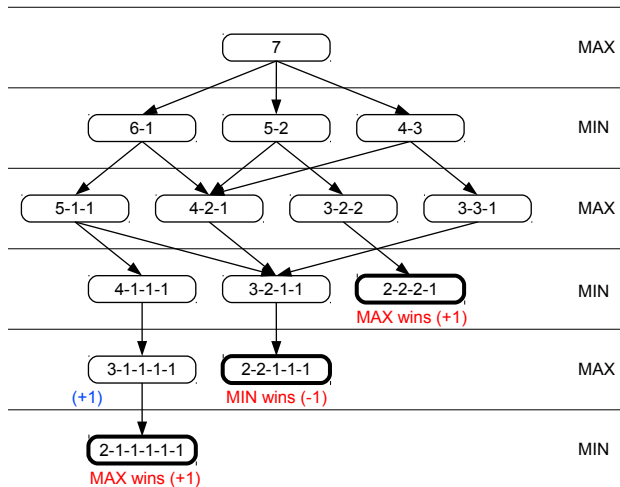 7 MAX
6-1 5-2 4-3 MIN
5-1-1 4-2-1 3-2-2 3-3-1 MAX
4-1-1-1 3-2-1-1 2-2-2-1 MIN
MAX wins (+1)
3-1-1-1-1 2-2-1-1-1 MAX
(+1) MIN wins (-1)
2-1-1-1-1-1 MIN
MAX wins (+1)